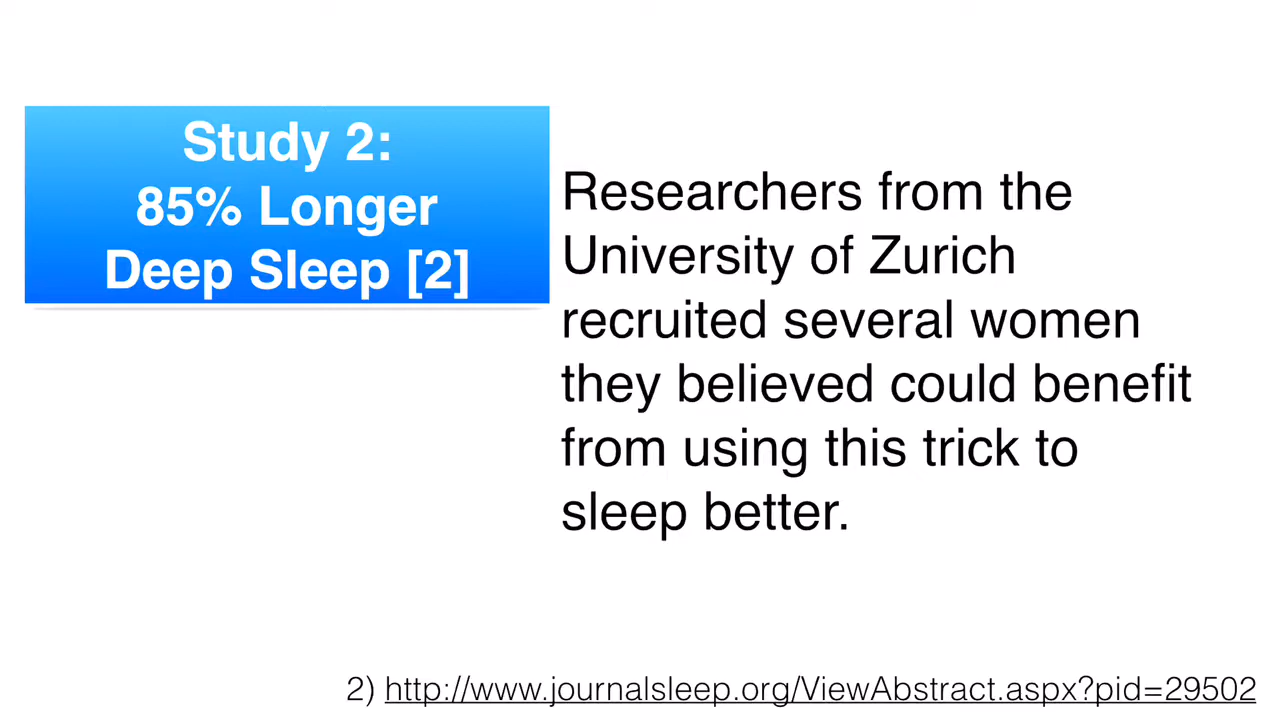 Study 2:
85% Longer
Deep Sleep [2]
Researchers from the
University of Zurich
recruited several women
they believed could benefit
from using this trick to
sleep better.
2) http://www.journalsleep.org/ViewAbstract.aspx?pid=29502